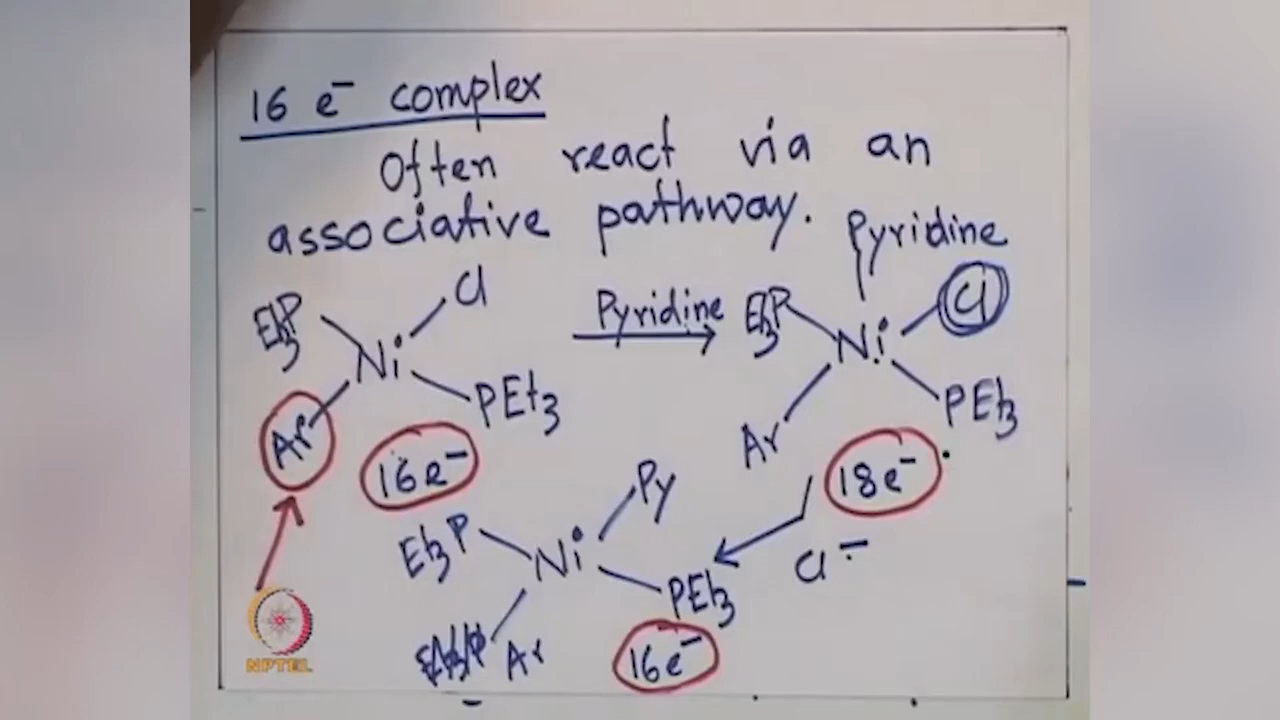 16 e⁻ complex
Often react via an
associative pathway.
Pyridine
Et₃P Cl
Ni
Ar PEt₃
16e⁻
Pyridine
Et₃P Cl
Ni
Ar PEt₃
18e⁻
Cl⁻
Et₃P Py
Ni
Ar PEt₃
16e⁻
NPTEL